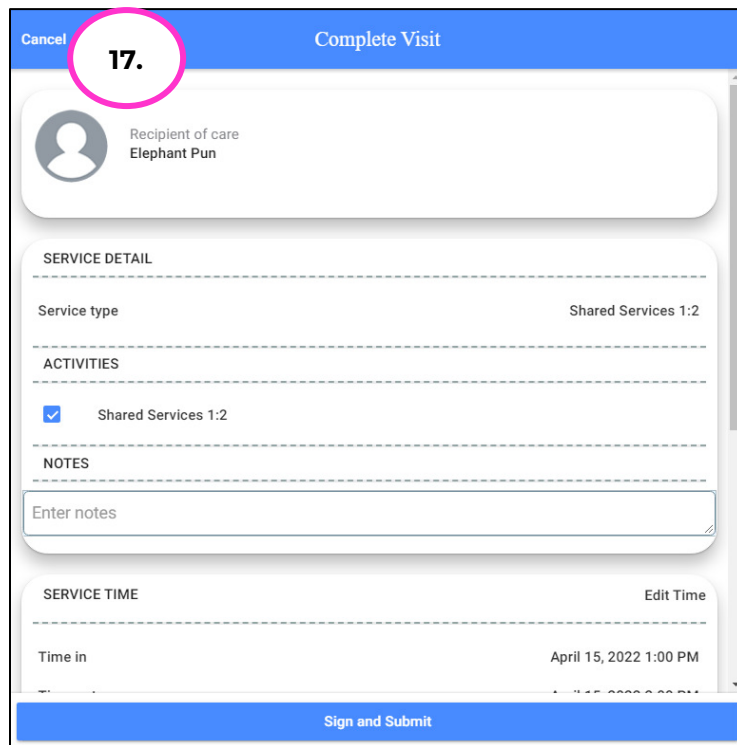 Cancel
17.
Complete Visit
Recipient of care
Elephant Pun
SERVICE DETAIL
Service type Shared Services 1:2
ACTIVITIES
Shared Services 1:2
NOTES
Enter notes
SERVICE TIME Edit Time
Time in April 15, 2022 1:00 PM
Sign and Submit